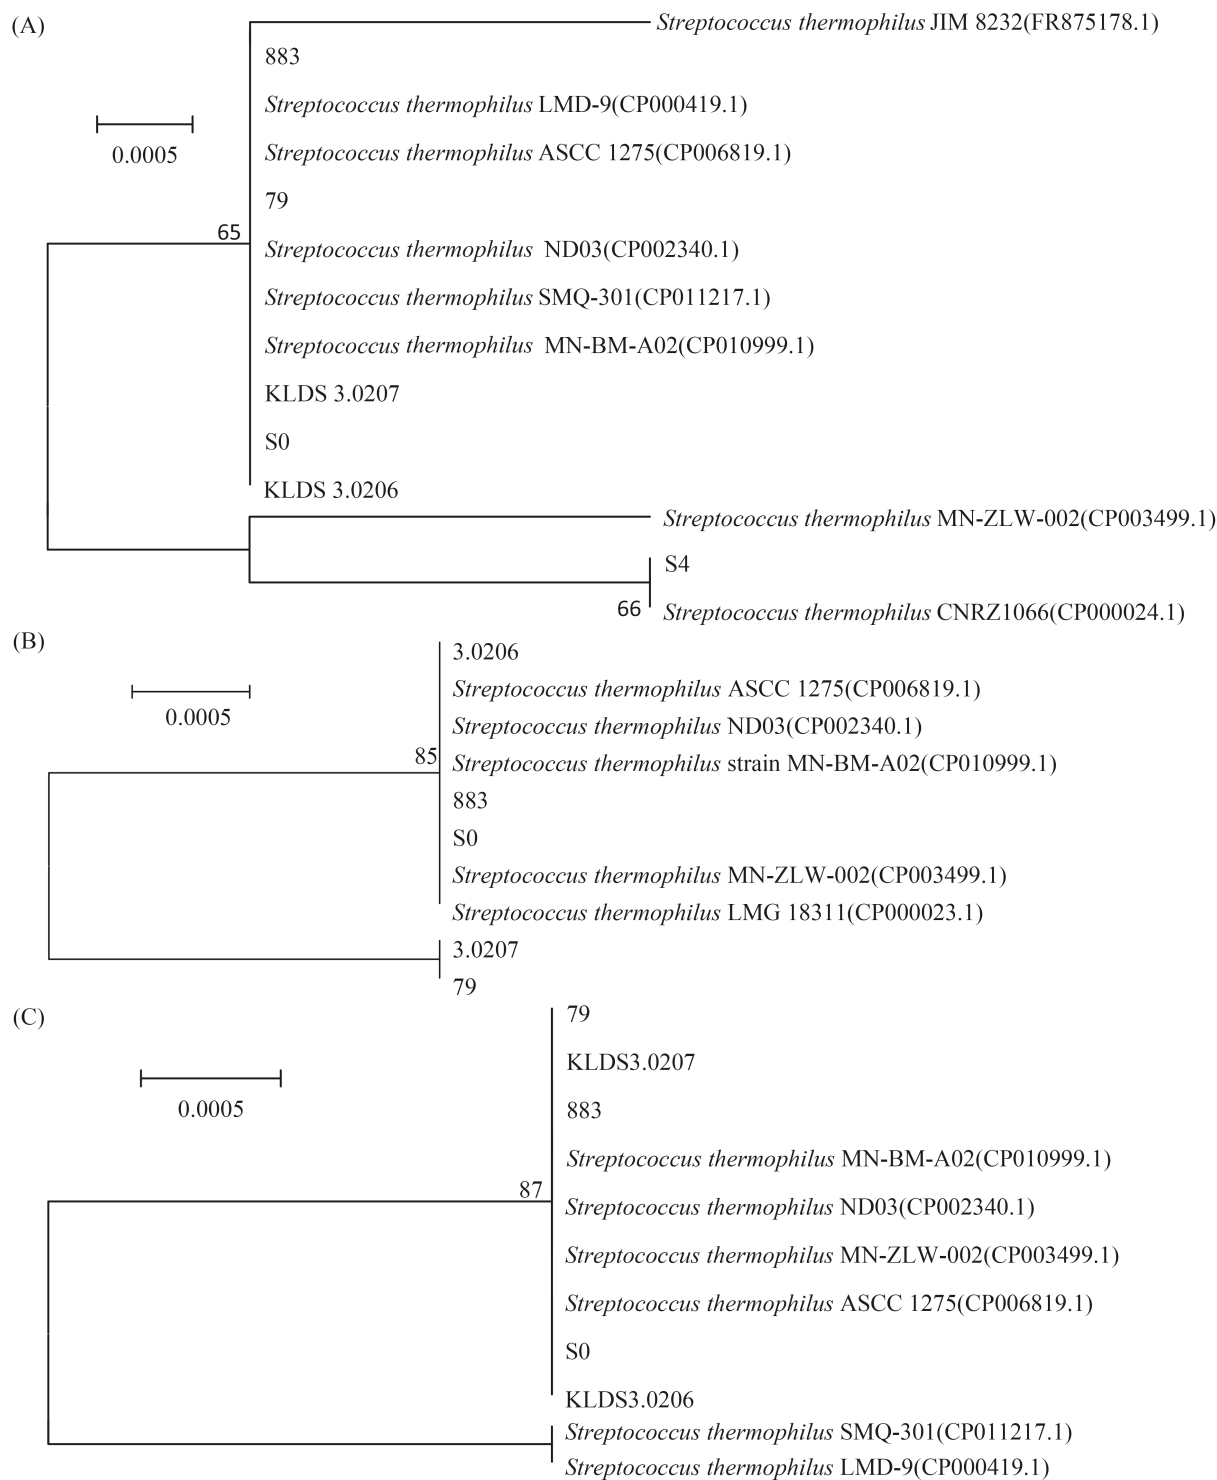 (A)
Streptococcus thermophilus JIM 8232(FR875178.1)
883
Streptococcus thermophilus LMD-9(CP000419.1)
0.0005
Streptococcus thermophilus ASCC 1275(CP006819.1)
79
65
Streptococcus thermophilus ND03(CP002340.1)
Streptococcus thermophilus SMQ-301(CP011217.1)
Streptococcus thermophilus MN-BM-A02(CP010999.1)
KLDS 3.0207
S0
KLDS 3.0206
Streptococcus thermophilus MN-ZLW-002(CP003499.1)
S4
66
Streptococcus thermophilus CNRZ1066(CP000024.1)
(B)
3.0206
Streptococcus thermophilus ASCC 1275(CP006819.1)
0.0005
Streptococcus thermophilus ND03(CP002340.1)
85
Streptococcus thermophilus strain MN-BM-A02(CP010999.1)
883
S0
Streptococcus thermophilus MN-ZLW-002(CP003499.1)
Streptococcus thermophilus LMG 18311(CP000023.1)
3.0207
79
(C)
79
KLDS3.0207
0.0005
883
Streptococcus thermophilus MN-BM-A02(CP010999.1)
87
Streptococcus thermophilus ND03(CP002340.1)
Streptococcus thermophilus MN-ZLW-002(CP003499.1)
Streptococcus thermophilus ASCC 1275(CP006819.1)
S0
KLDS3.0206
Streptococcus thermophilus SMQ-301(CP011217.1)
Streptococcus thermophilus LMD-9(CP000419.1)